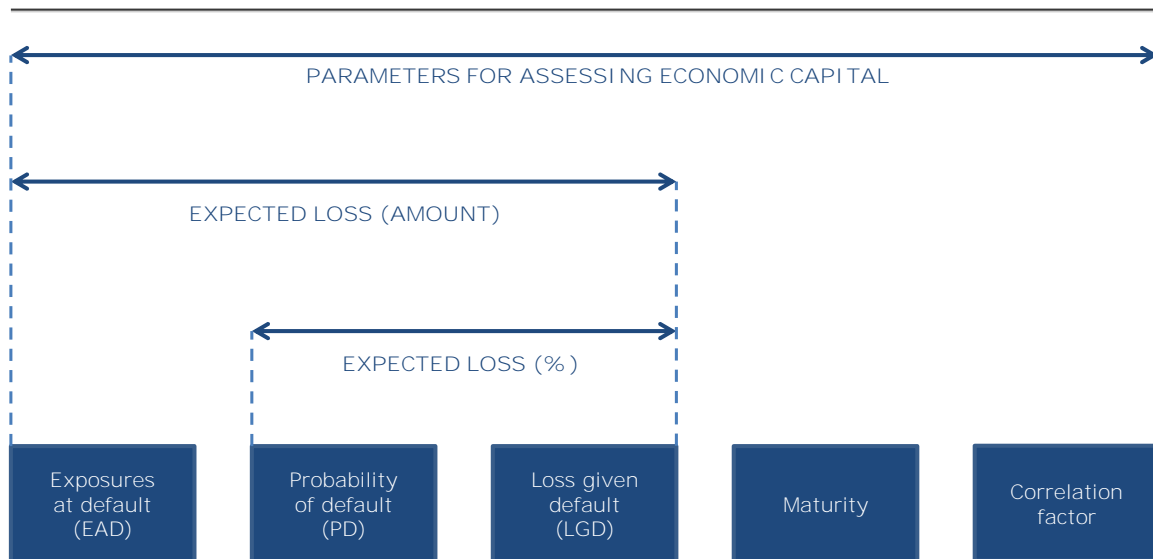 PARAMETERS FOR ASSESSING ECONOMIC CAPITAL
EXPECTED LOSS (AMOUNT)
EXPECTED LOSS (%)
Exposures
at default
(EAD)
Probability
of default
(PD)
Loss given
default
(LGD)
Maturity
Correlation
factor